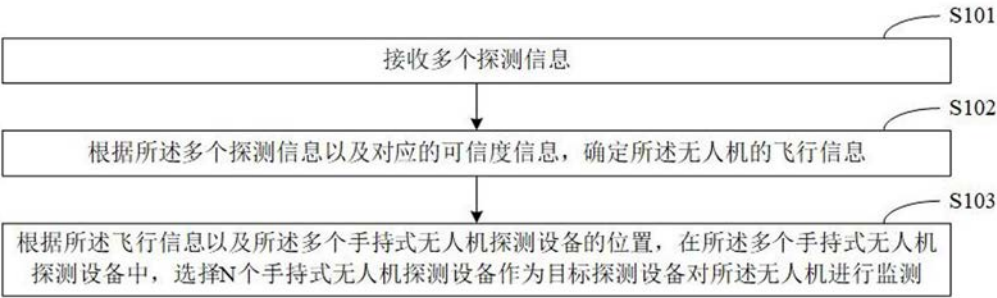 S101
接收多个探测信息
S102
根据所述多个探测信息以及对应的可信度信息，确定所述无人机的飞行信息
S103
根据所述飞行信息以及所述多个手持式无人机探测设备的位置，在所述多个手持式无人机
探测设备中，选择N个手持式无人机探测设备作为目标探测设备对所述无人机进行监测